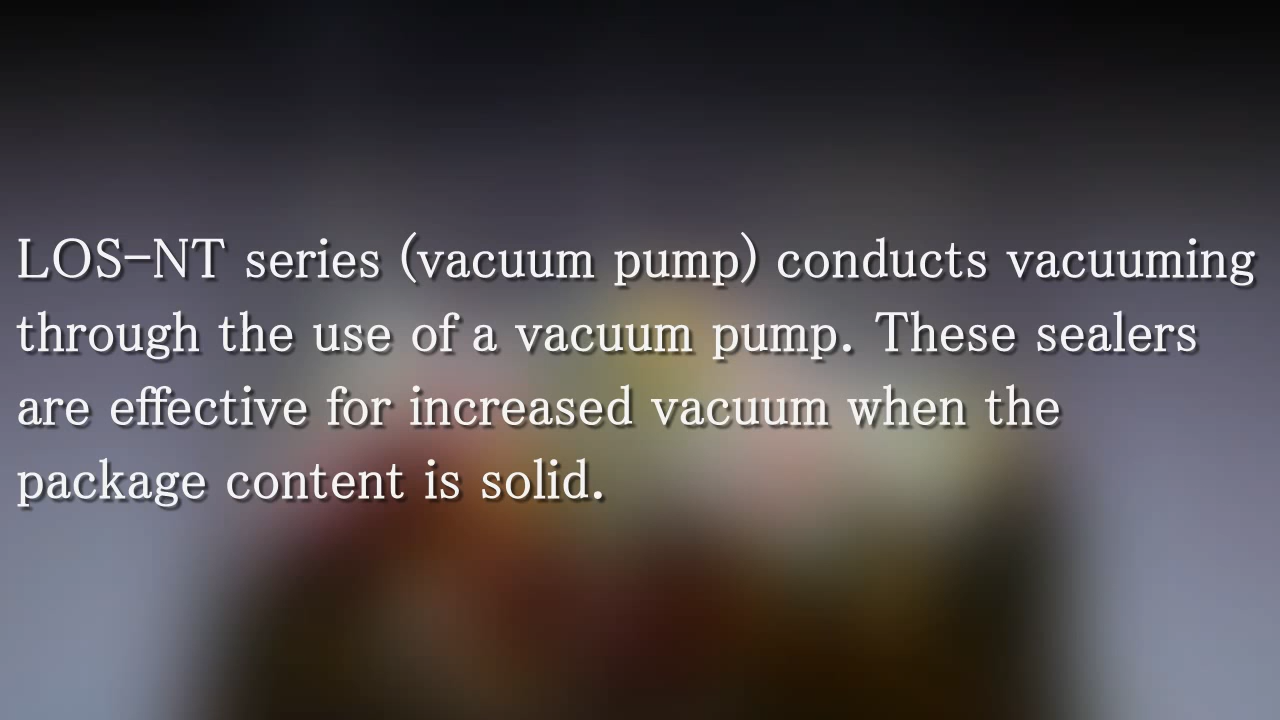 LOS-NT series (vacuum pump) conducts vacuuming
through the use of a vacuum pump. These sealers
are effective for increased vacuum when the
package content is solid.